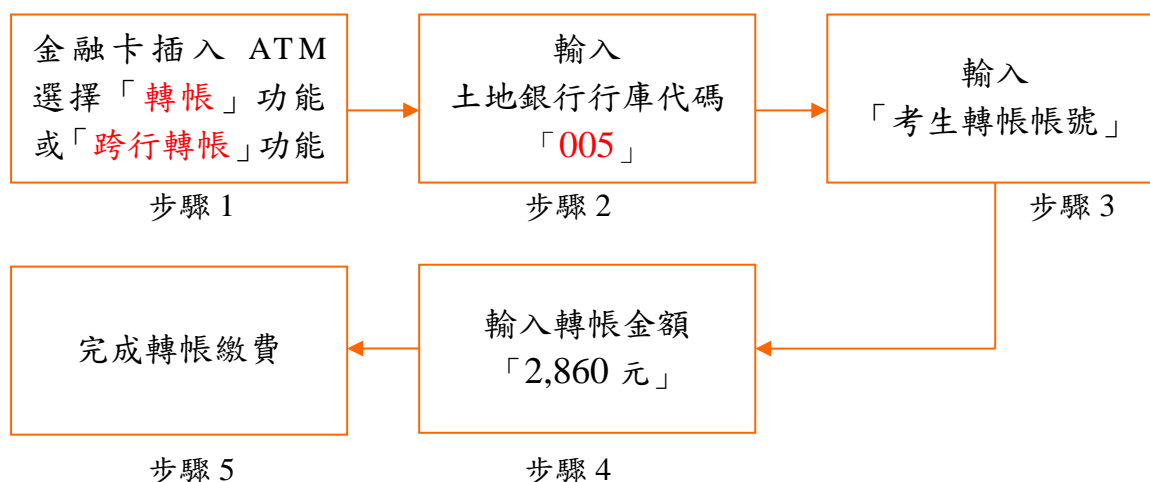 金融卡插入 ATM
選擇「轉帳」功能
或「跨行轉帳」功能
步驟 1
輸入
土地銀行行庫代碼
「005」
步驟 2
輸入
「考生轉帳帳號」
步驟 3
輸入轉帳金額
「2,860 元」
步驟 4
完成轉帳繳費
步驟 5